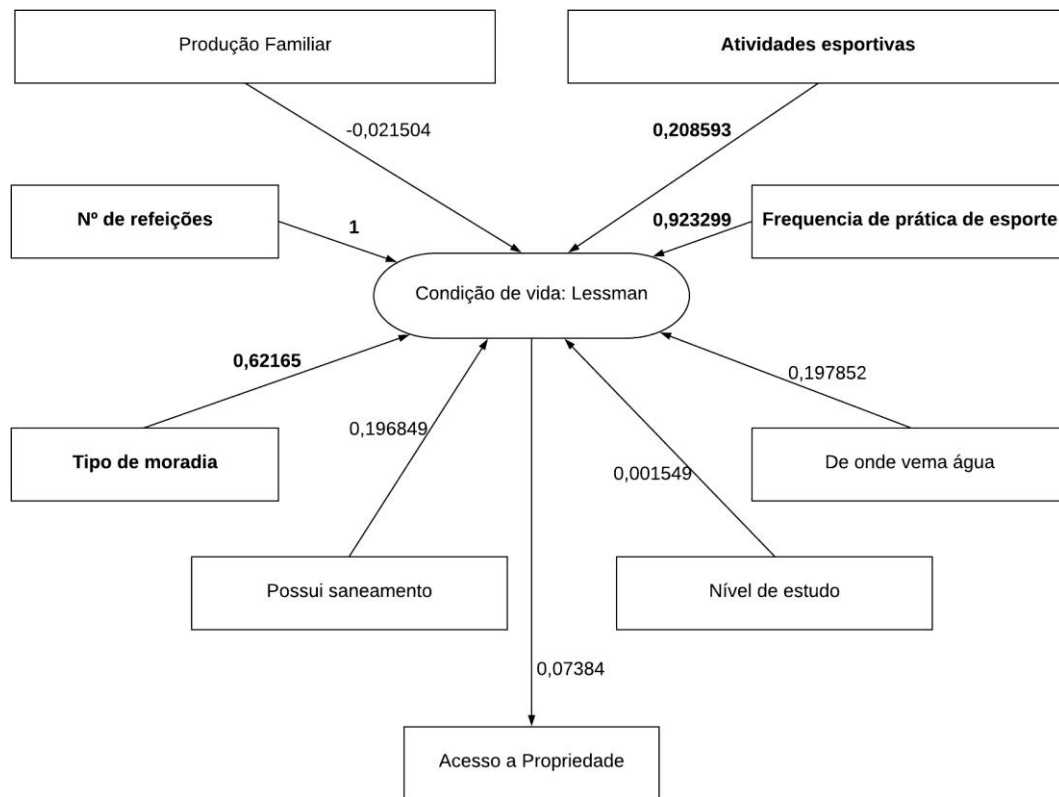 Produção Familiar
Atividades esportivas
-0,021504
0,208593
Nº de refeições
1
0,923299
Frequencia de prática de esporte
Condição de vida: Lessman
0,62165
0,197852
0,196849
Tipo de moradia
De onde vema água
0,001549
Possui saneamento
Nível de estudo
0,07384
Acesso a Propriedade